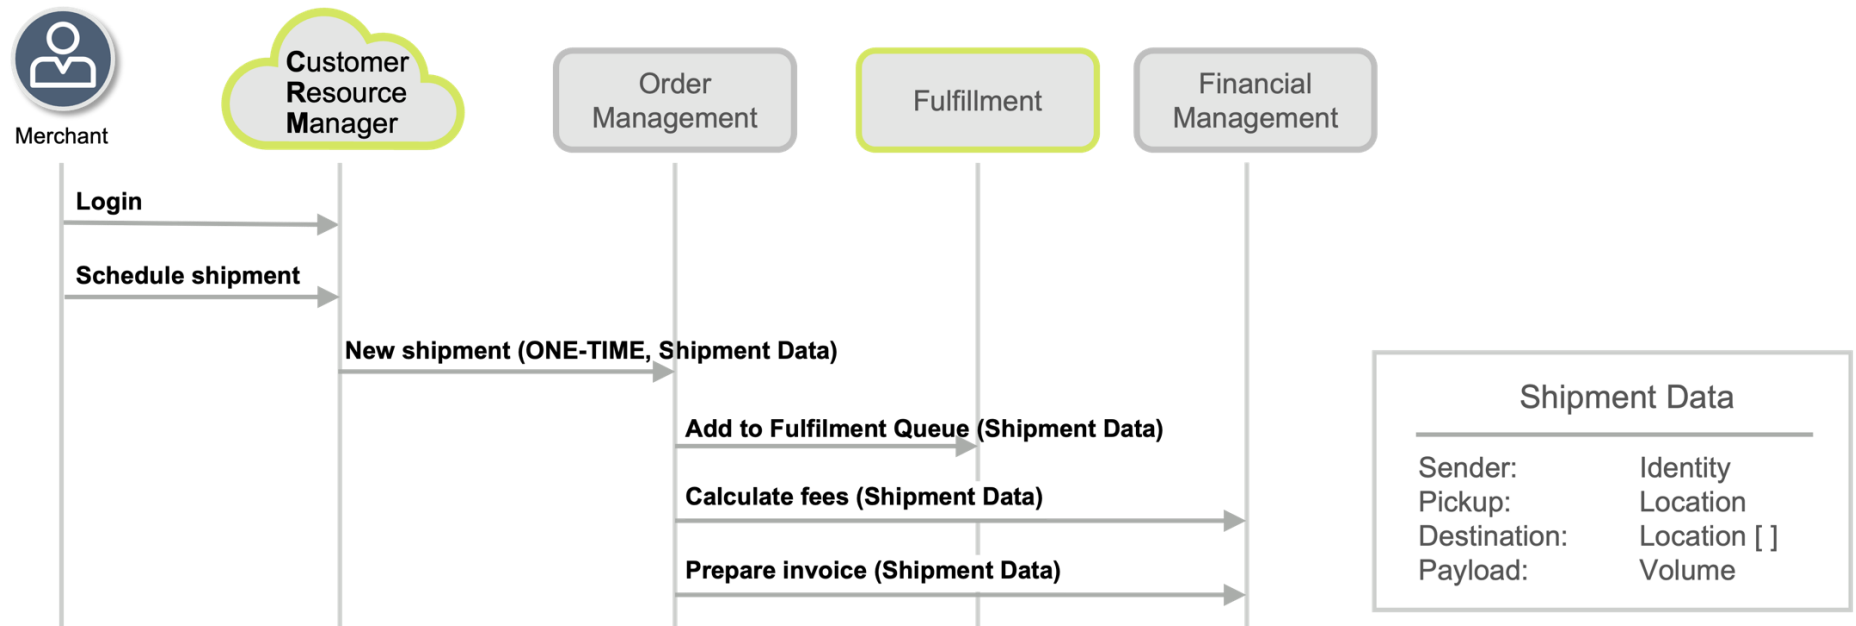 Merchant
Customer
Resource
Manager
Order
Management
Fulfillment
Financial
Management
Login
Schedule shipment
New shipment (ONE-TIME, Shipment Data)
Add to Fulfilment Queue (Shipment Data)
Calculate fees (Shipment Data)
Prepare invoice (Shipment Data)
Shipment Data
Sender: Identity
Pickup: Location
Destination: Location [ ]
Payload: Volume